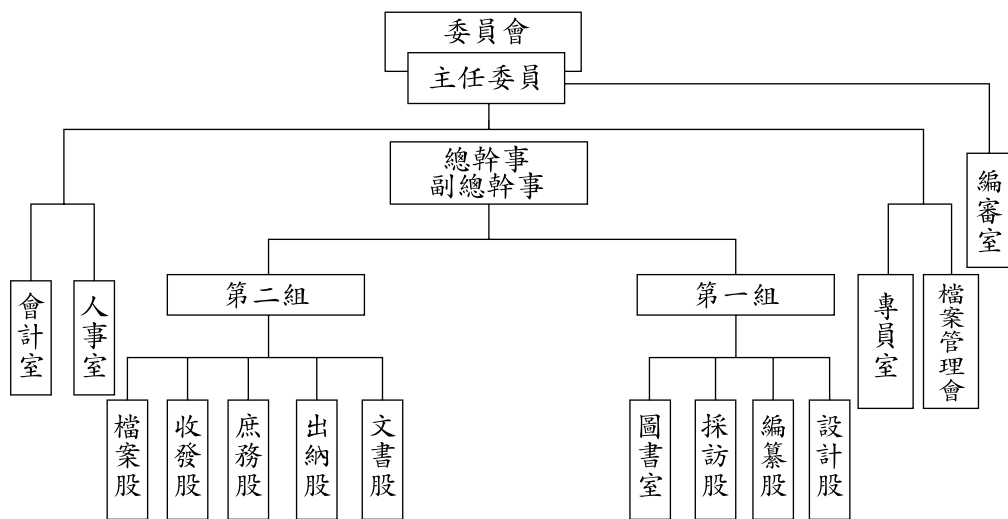 委員會
主任委員
總幹事
副總幹事
編審室
第二組
第一組
會計室
人事室
專員室
檔案管理會
檔案股
收發股
庶務股
出納股
文書股
圖書室
採訪股
編纂股
設計股